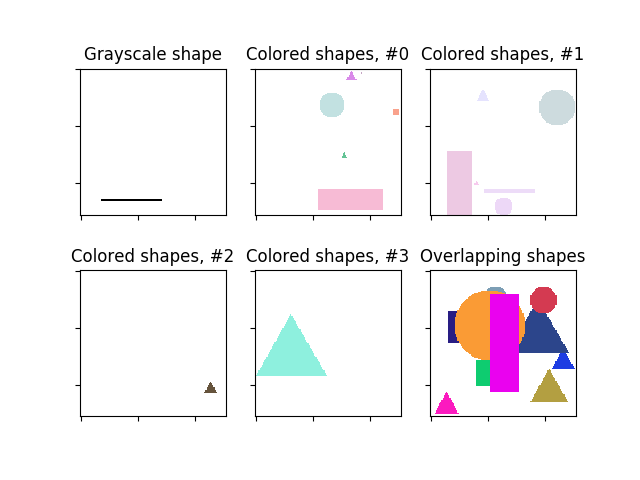 Grayscale shape
Colored shapes, #0
Colored shapes, #1
Colored shapes, #2
Colored shapes, #3
Overlapping shapes